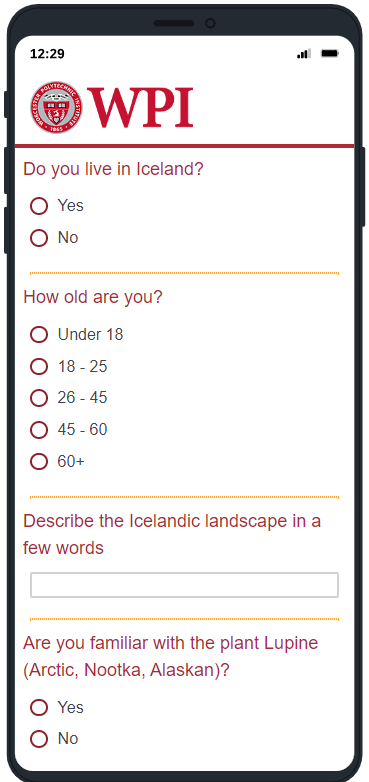 12:29
WORCESTER POLYTECHNIC INSTITUTE
1865
WPI
Do you live in Iceland?
Yes
No
How old are you?
Under 18
18 - 25
26 - 45
45 - 60
60+
Describe the Icelandic landscape in a
few words
Are you familiar with the plant Lupine
(Arctic, Nootka, Alaskan)?
Yes
No